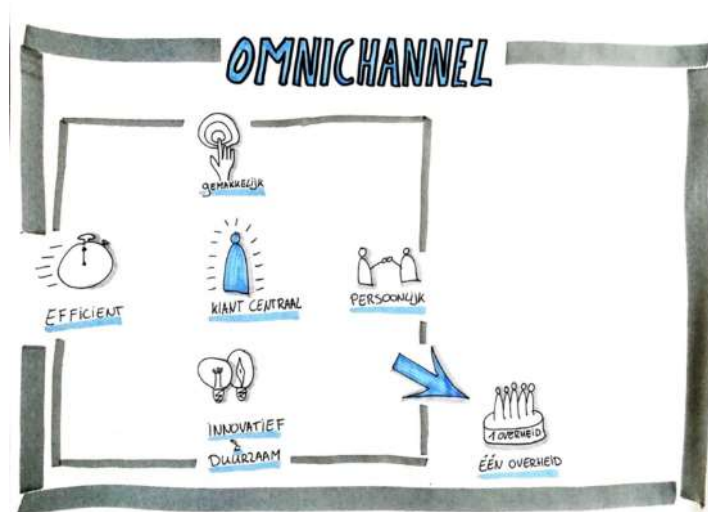 OMNICHANNEL
GEMAKKELIJK
EFFICIENT
KLANT CENTRAAL
PERSOONLIJK
INNOVATIEF
&
DUURZAAM
1 OVERHEID
ÉÉN OVERHEID